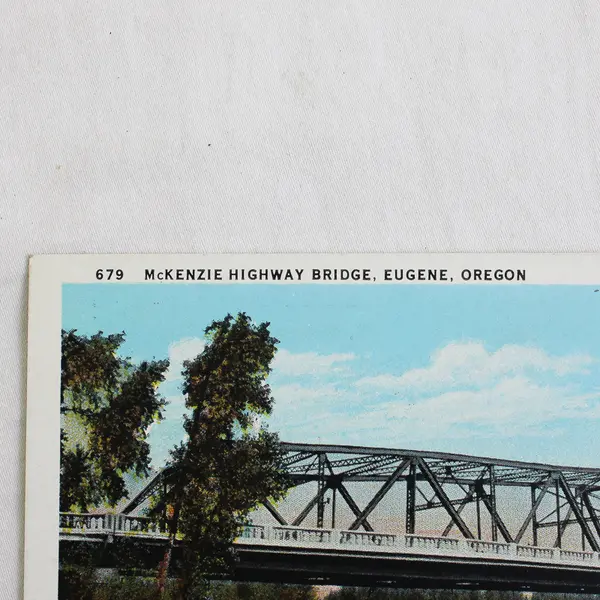 679 McKENZIE HIGHWAY BRIDGE, EUGENE, OREGON